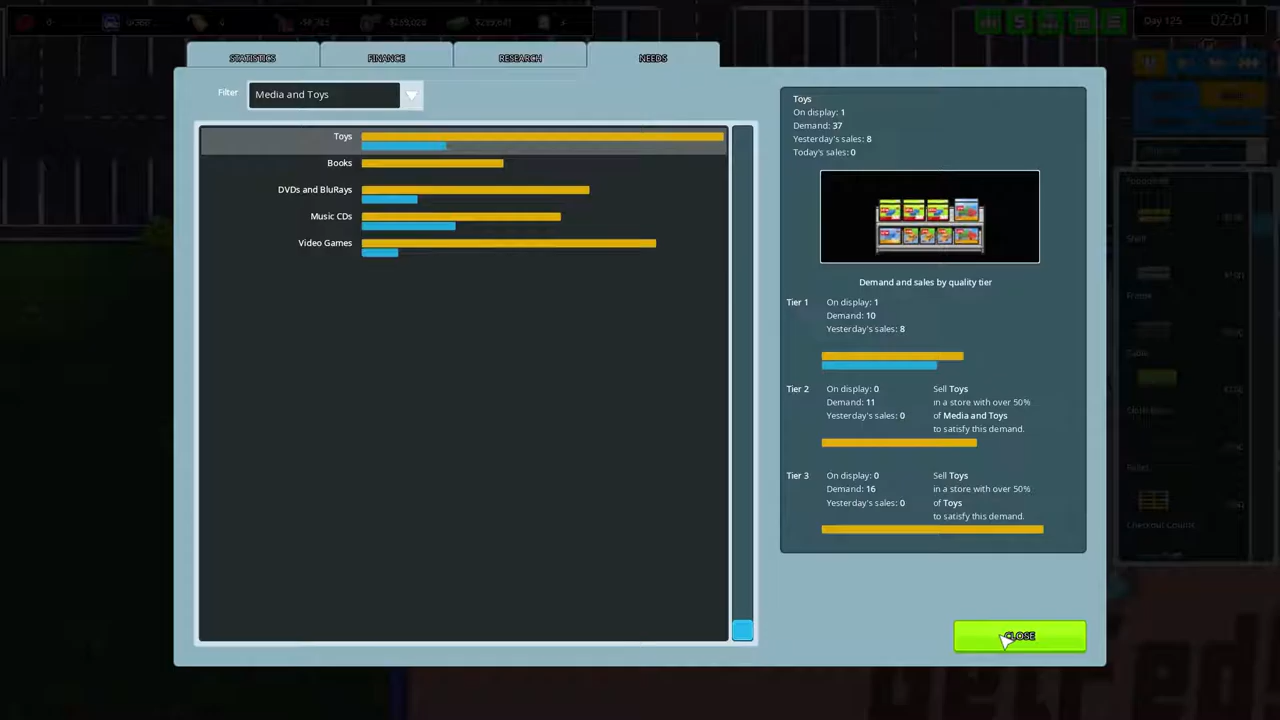 Day 125
02:01
STATISTICS
FINANCE
RESEARCH
NEEDS
Filter
Media and Toys
Toys
Books
DVDs and BluRays
Music CDs
Video Games
Toys
On display: 1
Demand: 37
Yesterday's sales: 8
Today's sales: 0
Demand and sales by quality tier
Tier 1
On display: 1
Demand: 10
Yesterday's sales: 8
Tier 2
On display: 0
Demand: 11
Yesterday's sales: 0
Sell Toys
in a store with over 50%
of Media and Toys
to satisfy this demand.
Tier 3
On display: 0
Demand: 16
Yesterday's sales: 0
Sell Toys
in a store with over 50%
of Toys
to satisfy this demand.
CLOSE
Shelf